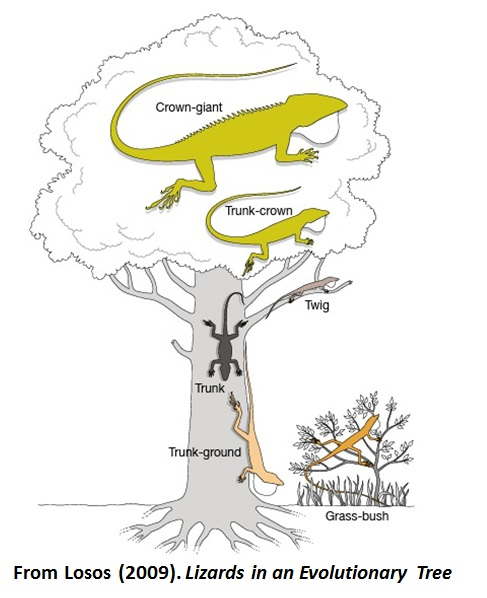 Crown-giant
Trunk-crown
Twig
Trunk
Trunk-ground
Grass-bush
From Losos (2009). Lizards in an Evolutionary Tree